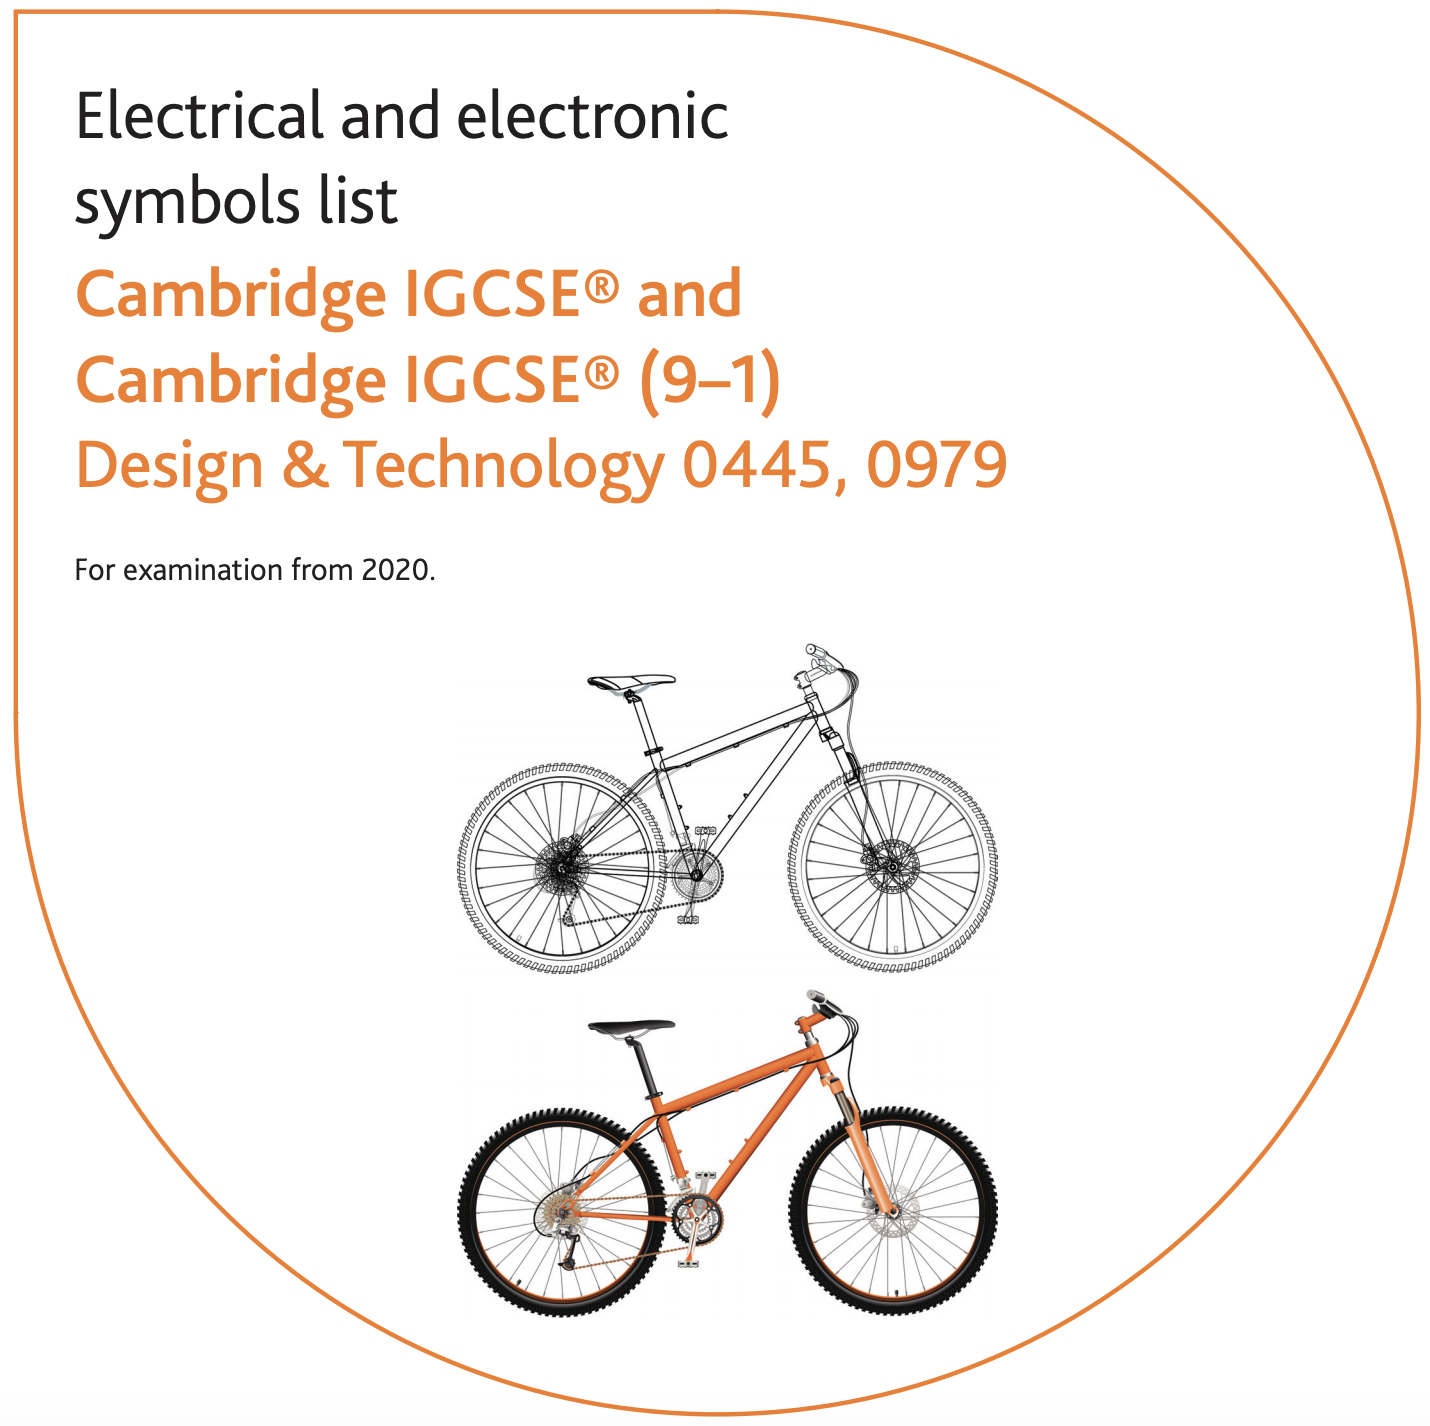 Electrical and electronic
symbols list
Cambridge IGCSE® and
Cambridge IGCSE® (9–1)
Design & Technology 0445, 0979
For examination from 2020.